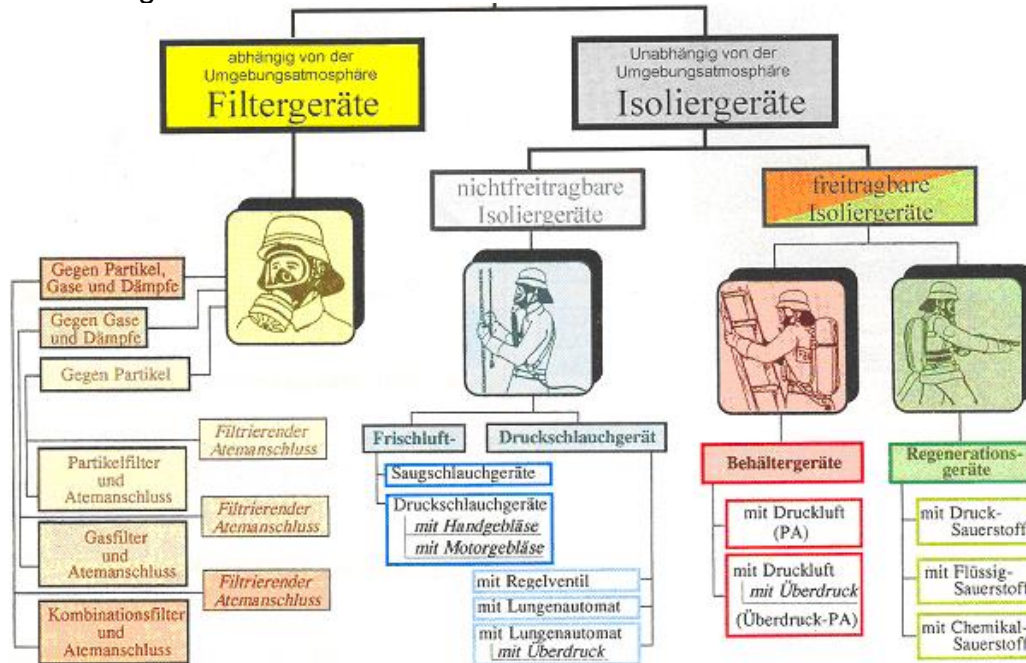 abhängig von der
Umgebungsatmosphäre
Filtergeräte
Unabhängig von der
Umgebungsatmosphäre
Isoliergeräte
nichtfreitragbare
Isoliergeräte
freitragbare
Isoliergeräte
Gegen Partikel,
Gase und Dämpfe
Gegen Gase
und Dämpfe
Gegen Partikel
Filtrierender
Atemanschluss
Partikelfilter
und
Atemanschluss
Filtrierender
Atemanschluss
Gasfilter
und
Atemanschluss
Filtrierender
Atemanschluss
Kombinationsfilter
und
Atemanschluss
Frischluft-
Druckschlauchgerät
Saugschlauchgeräte
Druckschlauchgeräte
mit Handgebläse
mit Motorgebläse
mit Regelventil
mit Lungenautomat
mit Lungenautomat
mit Überdruck
Behältergeräte
mit Druckluft
(PA)
mit Druckluft
mit Überdruck
(Überdruck-PA)
Regenerations-
geräte
mit Druck-
Sauerstoff
mit Flüssig-
Sauerstoff
mit Chemikal-
Sauerstoff